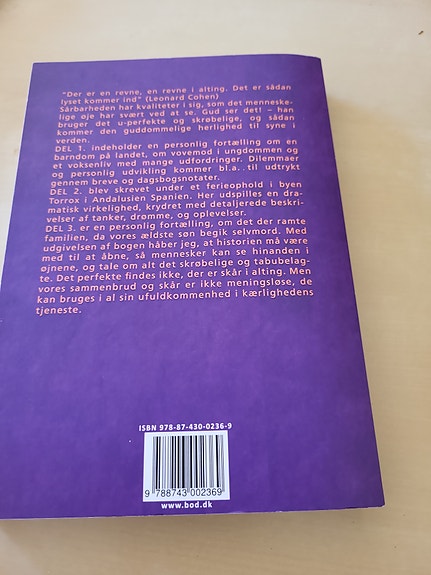 "Der er en revne, en revne i alting. Det er sådan
lyset kommer ind" (Leonard Cohen)
Sårbarheden har kvaliteter i sig, som det menneske-
lige øje har svært ved at se. Gud ser det! – han
bruger det u-perfekte og skrøbelige, og sådan
kommer den guddommelige herlighed til syne i
verden.
DEL 1. indeholder en personlig fortælling om en
barndom på landet, om vovemod i ungdommen og
et voksenliv med mange udfordringer. Dilemmaer
og personlig udvikling kommer bl.a. til udtryk
gennem breve og dagbogsnotater.
DEL 2. blev skrevet under et ferieophold i byen
Torrox i Andalusien Spanien. Her udspilles en dra-
matisk virkelighed, krydret med detaljerede beskri-
velser af tanker, drømme, og oplevelser.
DEL 3. er en personlig fortælling, om det der ramte
familien, da vores ældste søn begik selvmord. Med
udgivelsen af bogen håber jeg, at historien må være
med til at åbne, så mennesker kan se hinanden i
øjnene, og tale om alt det skrøbelige og tabubelag-
te. Det perfekte findes ikke, der er skår i alting. Men
vores sammenbrud og skår er ikke meningsløse, de
kan bruges i al sin ufuldkommenhed i kærlighedens
tjeneste.
ISBN 978-87-430-0236-9
9 788743 002369
www.bod.dk